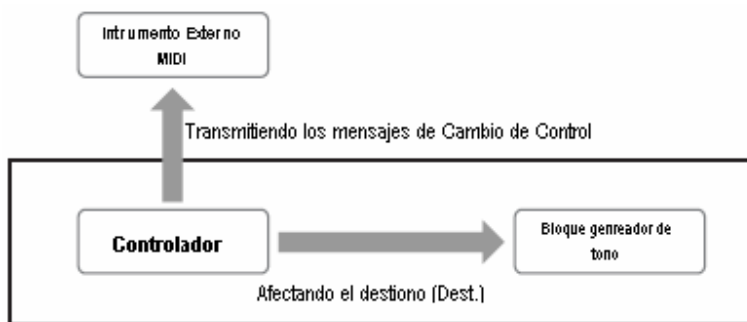 Intrumento Externo
MIDI
Transmitiendo los mensajes de Cambio de Control
Controlador
Bloque genreador de
tono
Afectando el destiono (Dest.)